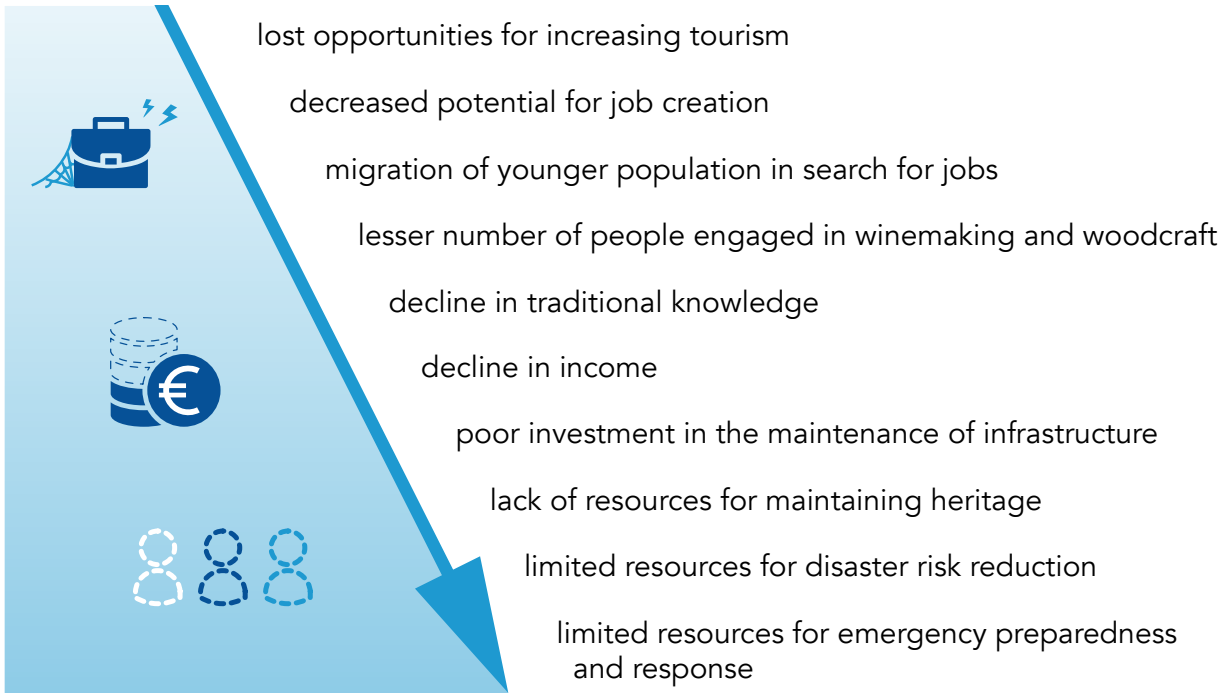 lost opportunities for increasing tourism
decreased potential for job creation
migration of younger population in search for jobs
lesser number of people engaged in winemaking and woodcraft
decline in traditional knowledge
decline in income
poor investment in the maintenance of infrastructure
lack of resources for maintaining heritage
limited resources for disaster risk reduction
limited resources for emergency preparedness
and response
€